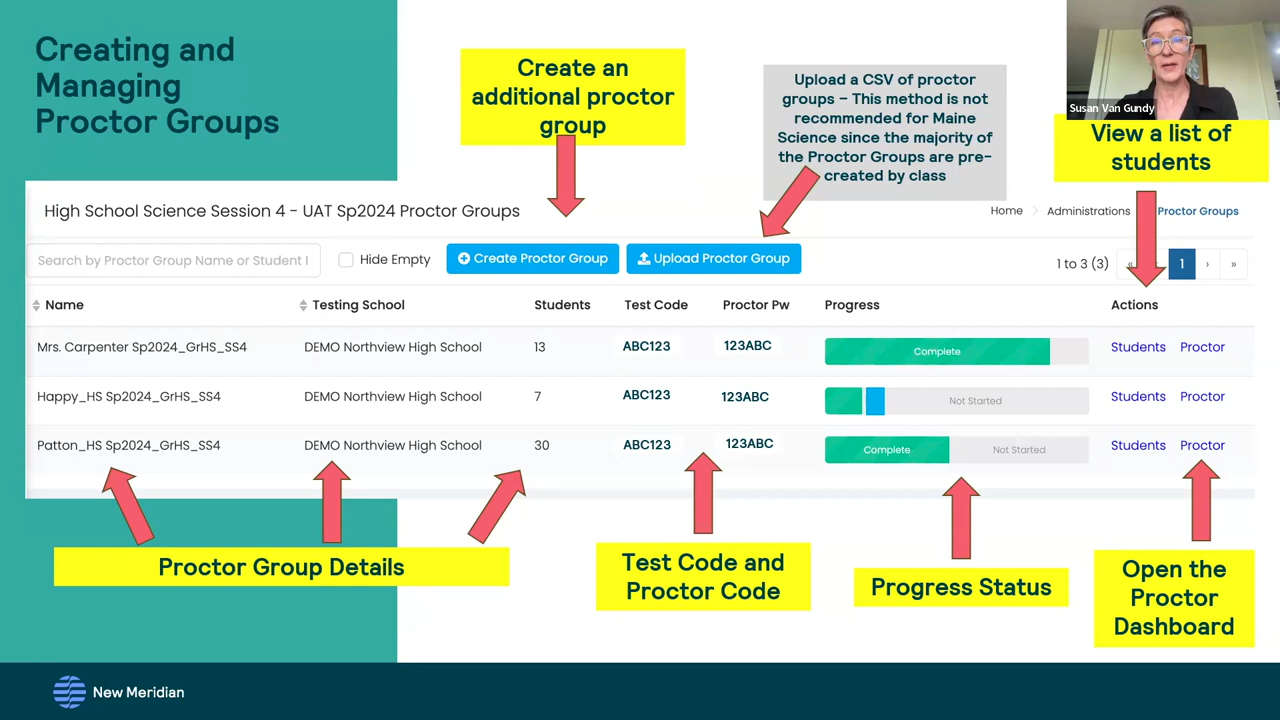 Creating and
Managing
Proctor Groups
Create an
additional proctor
group
Upload a CSV of proctor
groups – This method is not
recommended for Maine
Science since the majority of
the Proctor Groups are pre-
created by class
Susan Van Gundy
View a list of
students
High School Science Session 4 - UAT Sp2024 Proctor Groups
Home > Administrations Proctor Groups
Search by Proctor Group Name or Student I
Hide Empty
Create Proctor Group
Upload Proctor Group
1 to 3 (3) « 1 › »
Name Testing School Students Test Code Proctor Pw Progress Actions
Mrs. Carpenter Sp2024_GrHS_SS4 DEMO Northview High School 13 ABC123 123ABC Complete Students Proctor
Happy_HS Sp2024_GrHS_SS4 DEMO Northview High School 7 ABC123 123ABC Not Started Students Proctor
Patton_HS Sp2024_GrHS_SS4 DEMO Northview High School 30 ABC123 123ABC Complete Not Started Students Proctor
Proctor Group Details
Test Code and
Proctor Code
Progress Status
Open the
Proctor
Dashboard
New Meridian